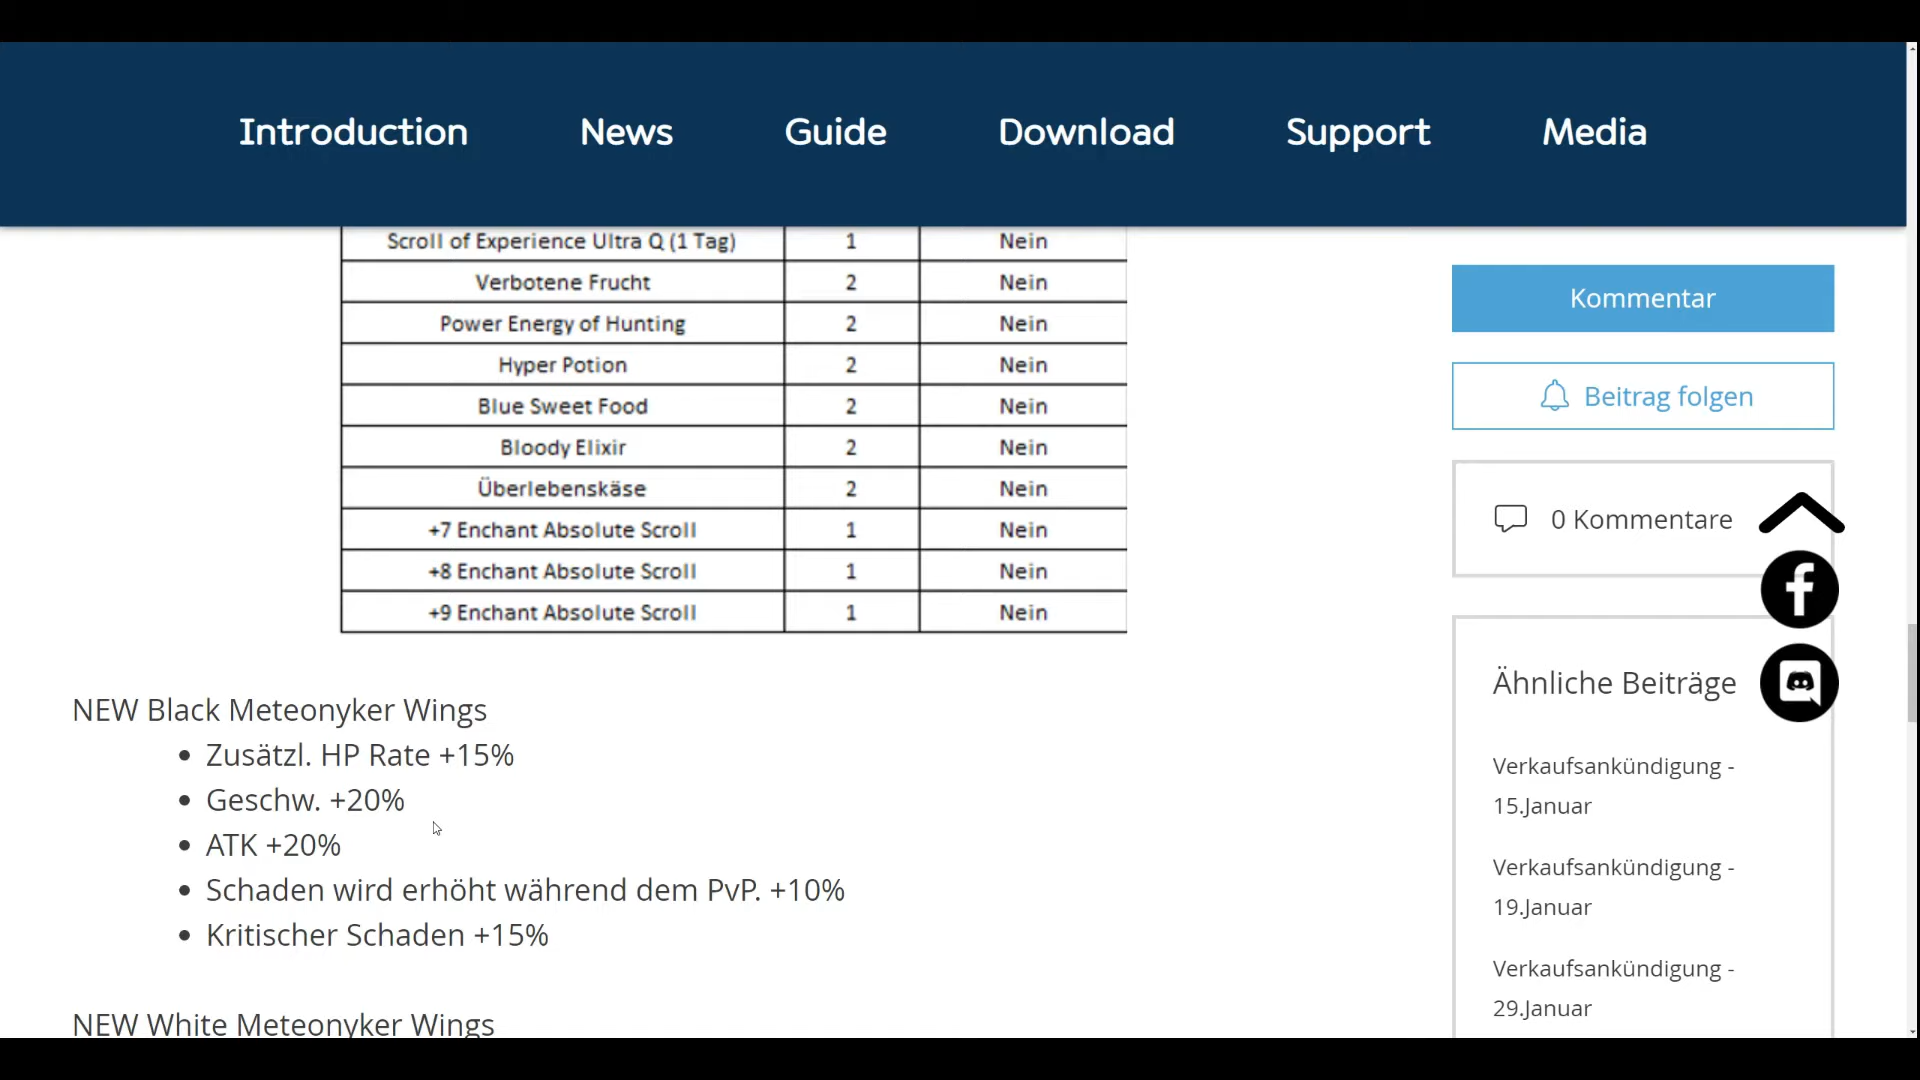 Introduction News Guide Download Support Media
Scroll of Experience Ultra Q (1 Tag) 1 Nein
Verbotene Frucht 2 Nein
Power Energy of Hunting 2 Nein
Hyper Potion 2 Nein
Blue Sweet Food 2 Nein
Bloody Elixir 2 Nein
Überlebenskäse 2 Nein
+7 Enchant Absolute Scroll 1 Nein
+8 Enchant Absolute Scroll 1 Nein
+9 Enchant Absolute Scroll 1 Nein
NEW Black Meteonyker Wings
• Zusätzl. HP Rate +15%
• Geschw. +20%
• ATK +20%
• Schaden wird erhöht während dem PvP. +10%
• Kritischer Schaden +15%
NEW White Meteonyker Wings
Kommentar
Beitrag folgen
0 Kommentare
Ähnliche Beiträge
Verkaufsankündigung -
15.Januar
Verkaufsankündigung -
19.Januar
Verkaufsankündigung -
29.Januar